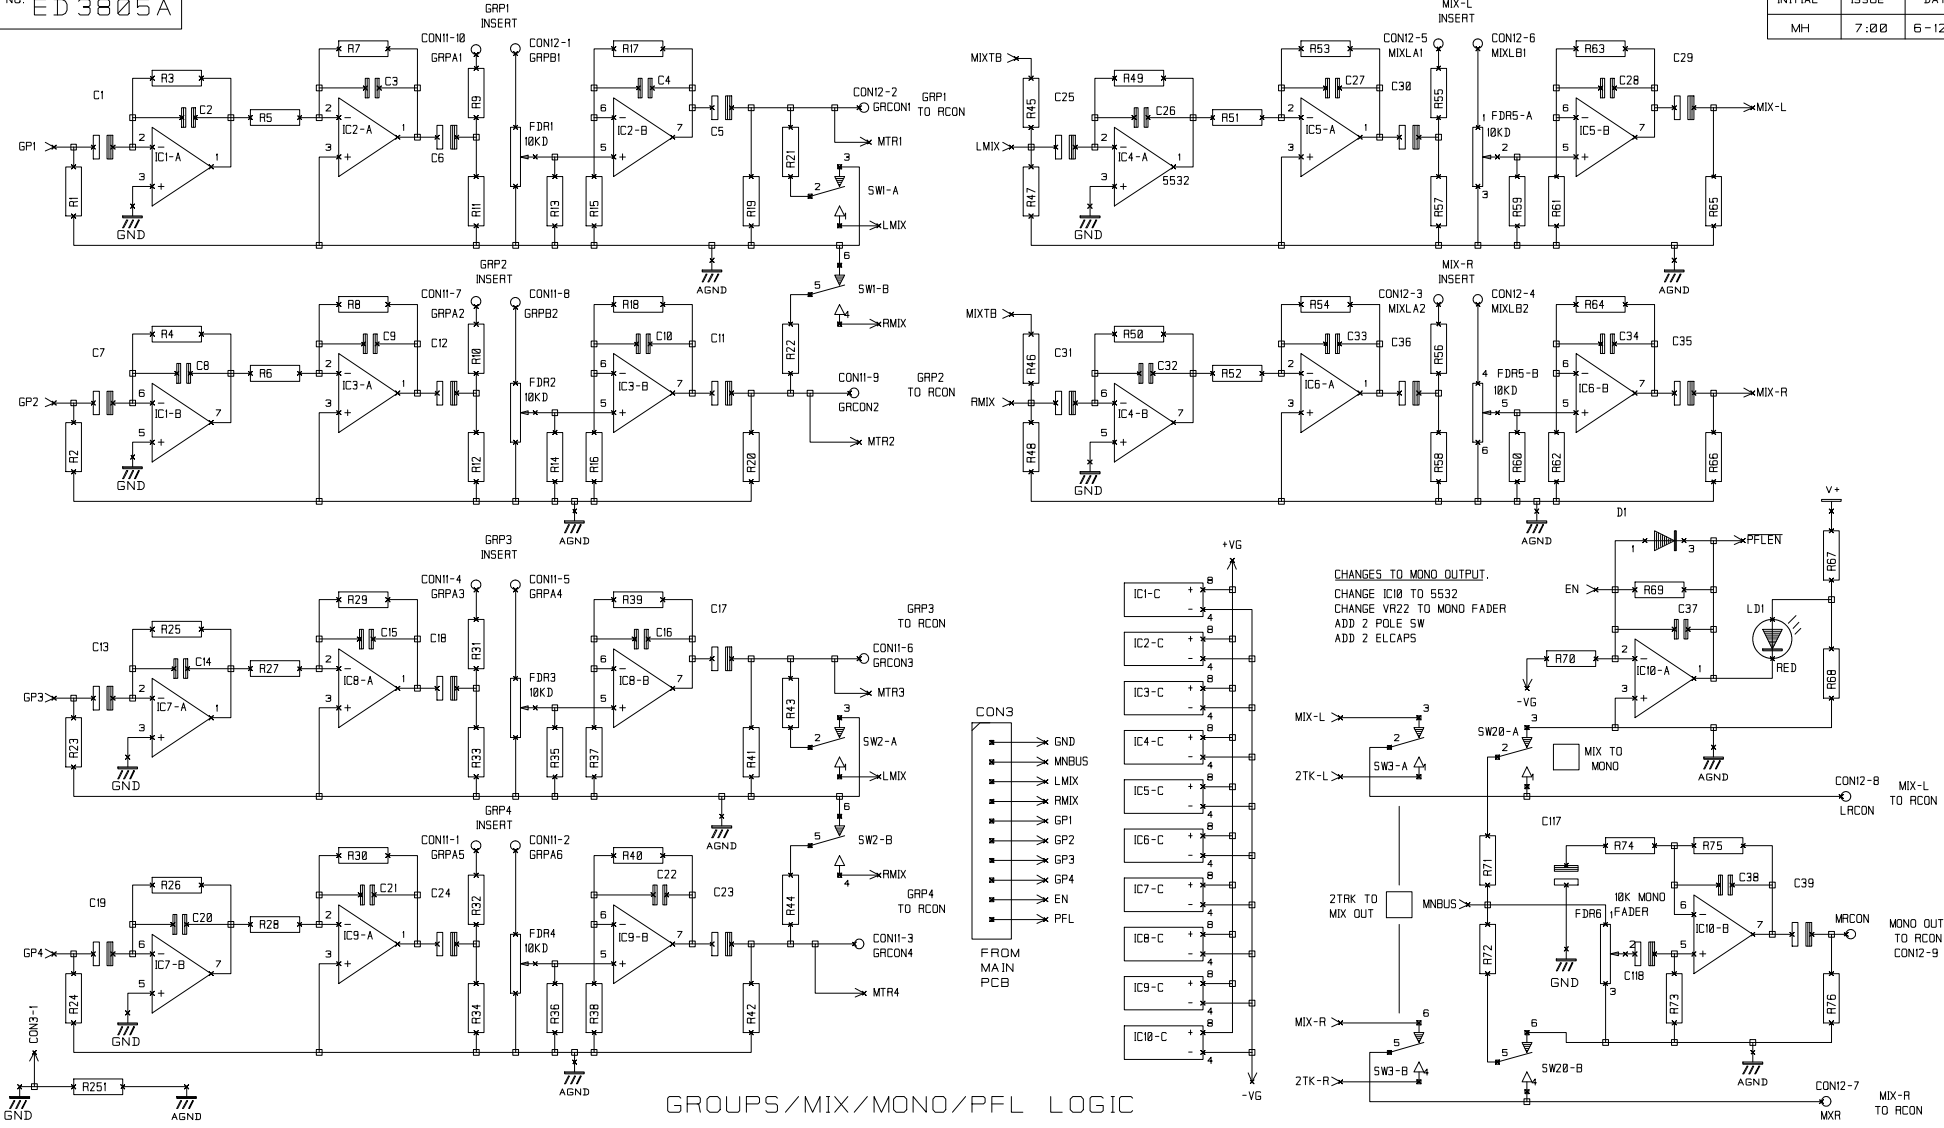 NO. ED3805A
INITIAL ISSUE
MH 7:00 6-12
GRP1
INSERT
CON11-10
GRPA1
CON12-1
GRPB1
R7
R17
R3
C3
C4
C1
C2
R5
R9
IC2-A
IC2-B
C5
C6
CON12-2
GRCON1
GRP1
TO RCON
MTR1
GP1
IC1-A
FDR1
10KD
R1
R11
R13
R15
R19
R21
SW1-A
LMIX
GND
AGND
MIX-L
INSERT
CON12-5
MIXLA1
CON12-6
MIXLB1
MIXTB
R45
C25
R49
C26
R51
R53
C27
C30
R55
R63
C28
C29
FDR5-A
10KD
IC5-A
IC5-B
MIX-L
LMIX
IC4-A
5532
R47
R57
R59
R61
R65
GND
AGND
GRP2
INSERT
CON11-7
GRPA2
CON11-8
GRPB2
R8
R18
R4
C9
C12
C10
C11
C7
C8
R6
R10
R22
SW1-B
RMIX
GP2
IC1-B
IC3-A
IC3-B
FDR2
10KD
CON11-9
GRCON2
GRP2
TO RCON
MTR2
R2
R12
R14
R16
R20
GND
AGND
MIX-R
INSERT
CON12-3
MIXLA2
CON12-4
MIXLB2
MIXTB
R46
C31
R50
C32
R52
R54
C33
C36
R56
R64
C34
C35
FDR5-B
10KD
IC6-A
IC6-B
MIX-R
RMIX
IC4-B
R48
R58
R60
R62
R66
GND
AGND
GRP3
INSERT
CON11-4
GRPA3
CON11-5
GRPA4
R29
R39
R25
C15
C18
C16
C17
C13
C14
R27
R31
GRP3
TO RCON
CON11-6
GRCON3
MTR3
GP3
IC7-A
IC8-A
IC8-B
FDR3
10KD
R43
SW2-A
LMIX
R23
R33
R35
R37
R41
GND
AGND
GRP4
INSERT
CON11-1
GRPA5
CON11-2
GRPA6
R30
R40
R26
C21
C24
C22
C23
C19
C20
R28
R32
R44
SW2-B
RMIX
GRP4
TO RCON
CON11-3
GRCON4
MTR4
GP4
IC7-B
IC9-A
IC9-B
FDR4
10KD
R24
R34
R36
R38
R42
GND
AGND
CON3-1
R251
GND
AGND
CON3
GND
MNBUS
LMIX
RMIX
GP1
GP2
GP3
GP4
EN
PFL
FROM
MAIN
PCB
+VG
IC1-C
IC2-C
IC3-C
IC4-C
IC5-C
IC6-C
IC7-C
IC8-C
IC9-C
IC10-C
-VG
CHANGES TO MONO OUTPUT.
CHANGE IC10 TO 5532
CHANGE VR22 TO MONO FADER
ADD 2 POLE SW
ADD 2 ELCAPS
D1
PFLEN
V+
R67
EN
R69
C37
LD1
RED
R70
IC10-A
R68
-VG
AGND
MIX-L
2TK-L
SW3-A
SW20-A
MIX TO
MONO
CON12-8
LRCON
MIX-L
TO RCON
C117
R71
R74
R75
C38
C39
2TRK TO
MIX OUT
MNBUS
FDR6
10K MONO
FADER
R72
C118
R73
IC10-B
MRCON
MONO OUT
TO RCON
CON12-9
R76
GND
AGND
MIX-R
2TK-R
SW3-B
SW20-B
CON12-7
MXR
MIX-R
TO RCON
GROUPS/MIX/MONO/PFL LOGIC